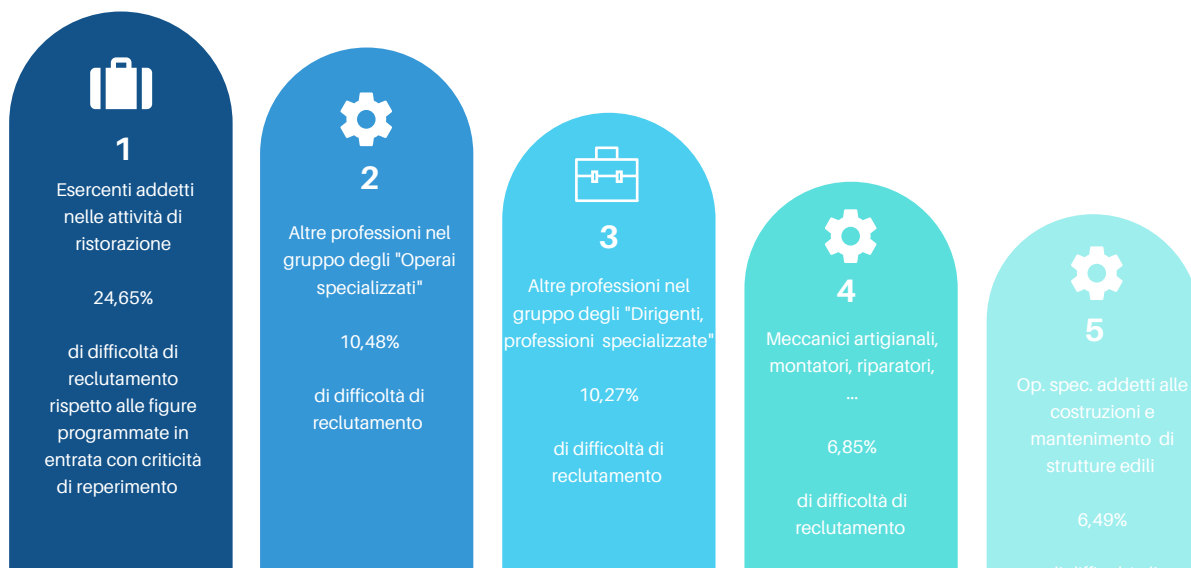 1
Esercenti addetti
nelle attività di
ristorazione
24,65%
di difficoltà di
reclutamento
rispetto alle figure
programmate in
entrata con criticità
di reperimento
2
Altre professioni nel
gruppo degli "Operai
specializzati"
10,48%
di difficoltà di
reclutamento
3
Altre professioni nel
gruppo degli "Dirigenti,
professioni specializzate"
10,27%
di difficoltà di
reclutamento
4
Meccanici artigianali,
montatori, riparatori,
...
6,85%
di difficoltà di
reclutamento
5
Op. spec. addetti alle
costruzioni e
mantenimento di
strutture edili
6,49%